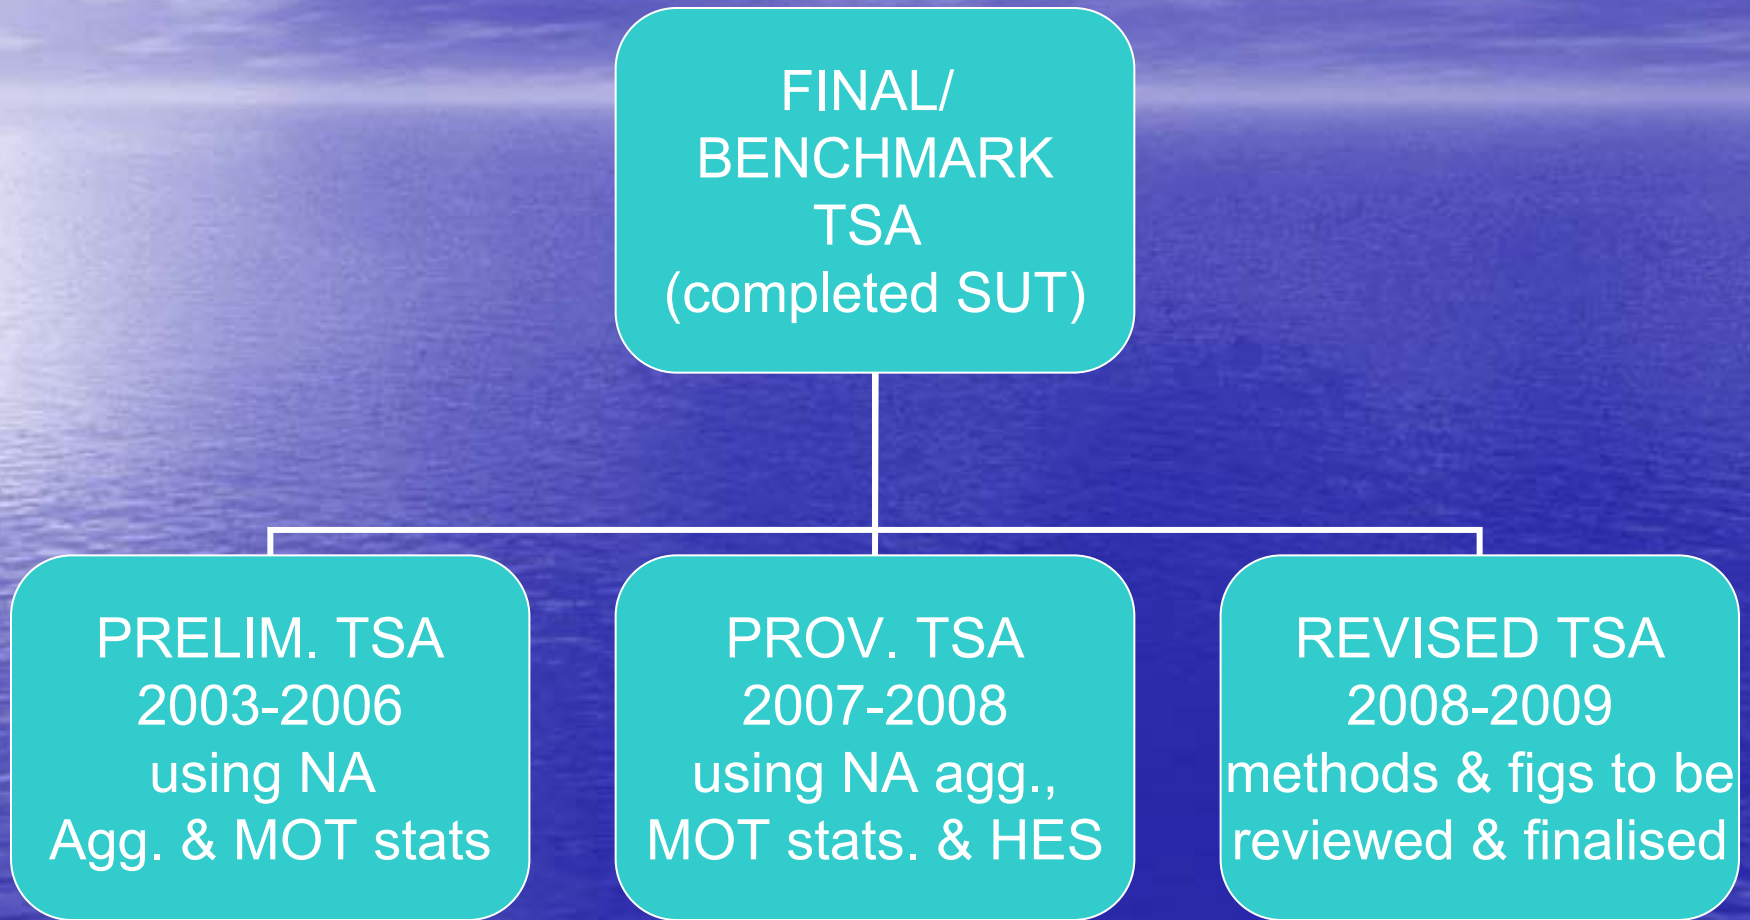 FINAL/
BENCHMARK
TSA
(completed SUT)
PRELIM. TSA
2003-2006
using NA
Agg. & MOT stats
PROV. TSA
2007-2008
using NA agg.,
MOT stats. & HES
REVISED TSA
2008-2009
methods & figs to be
reviewed & finalised